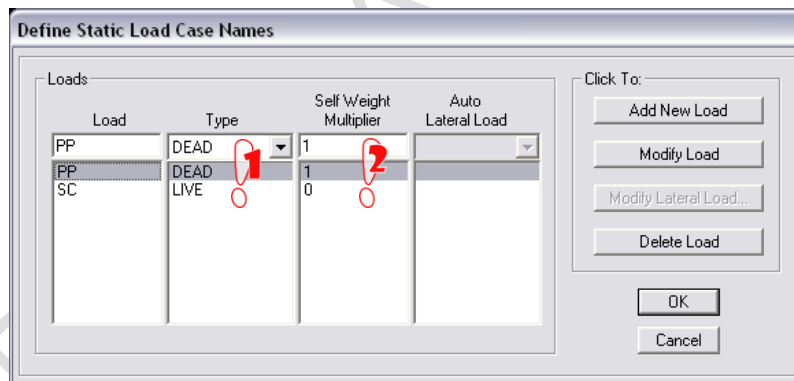 Define Static Load Case Names
Loads
Load Type Self Weight Multiplier Auto Lateral Load
PP DEAD 1
PP DEAD 1
SC LIVE 0
1 2
Click To:
Add New Load
Modify Load
Modify Lateral Load...
Delete Load
OK
Cancel